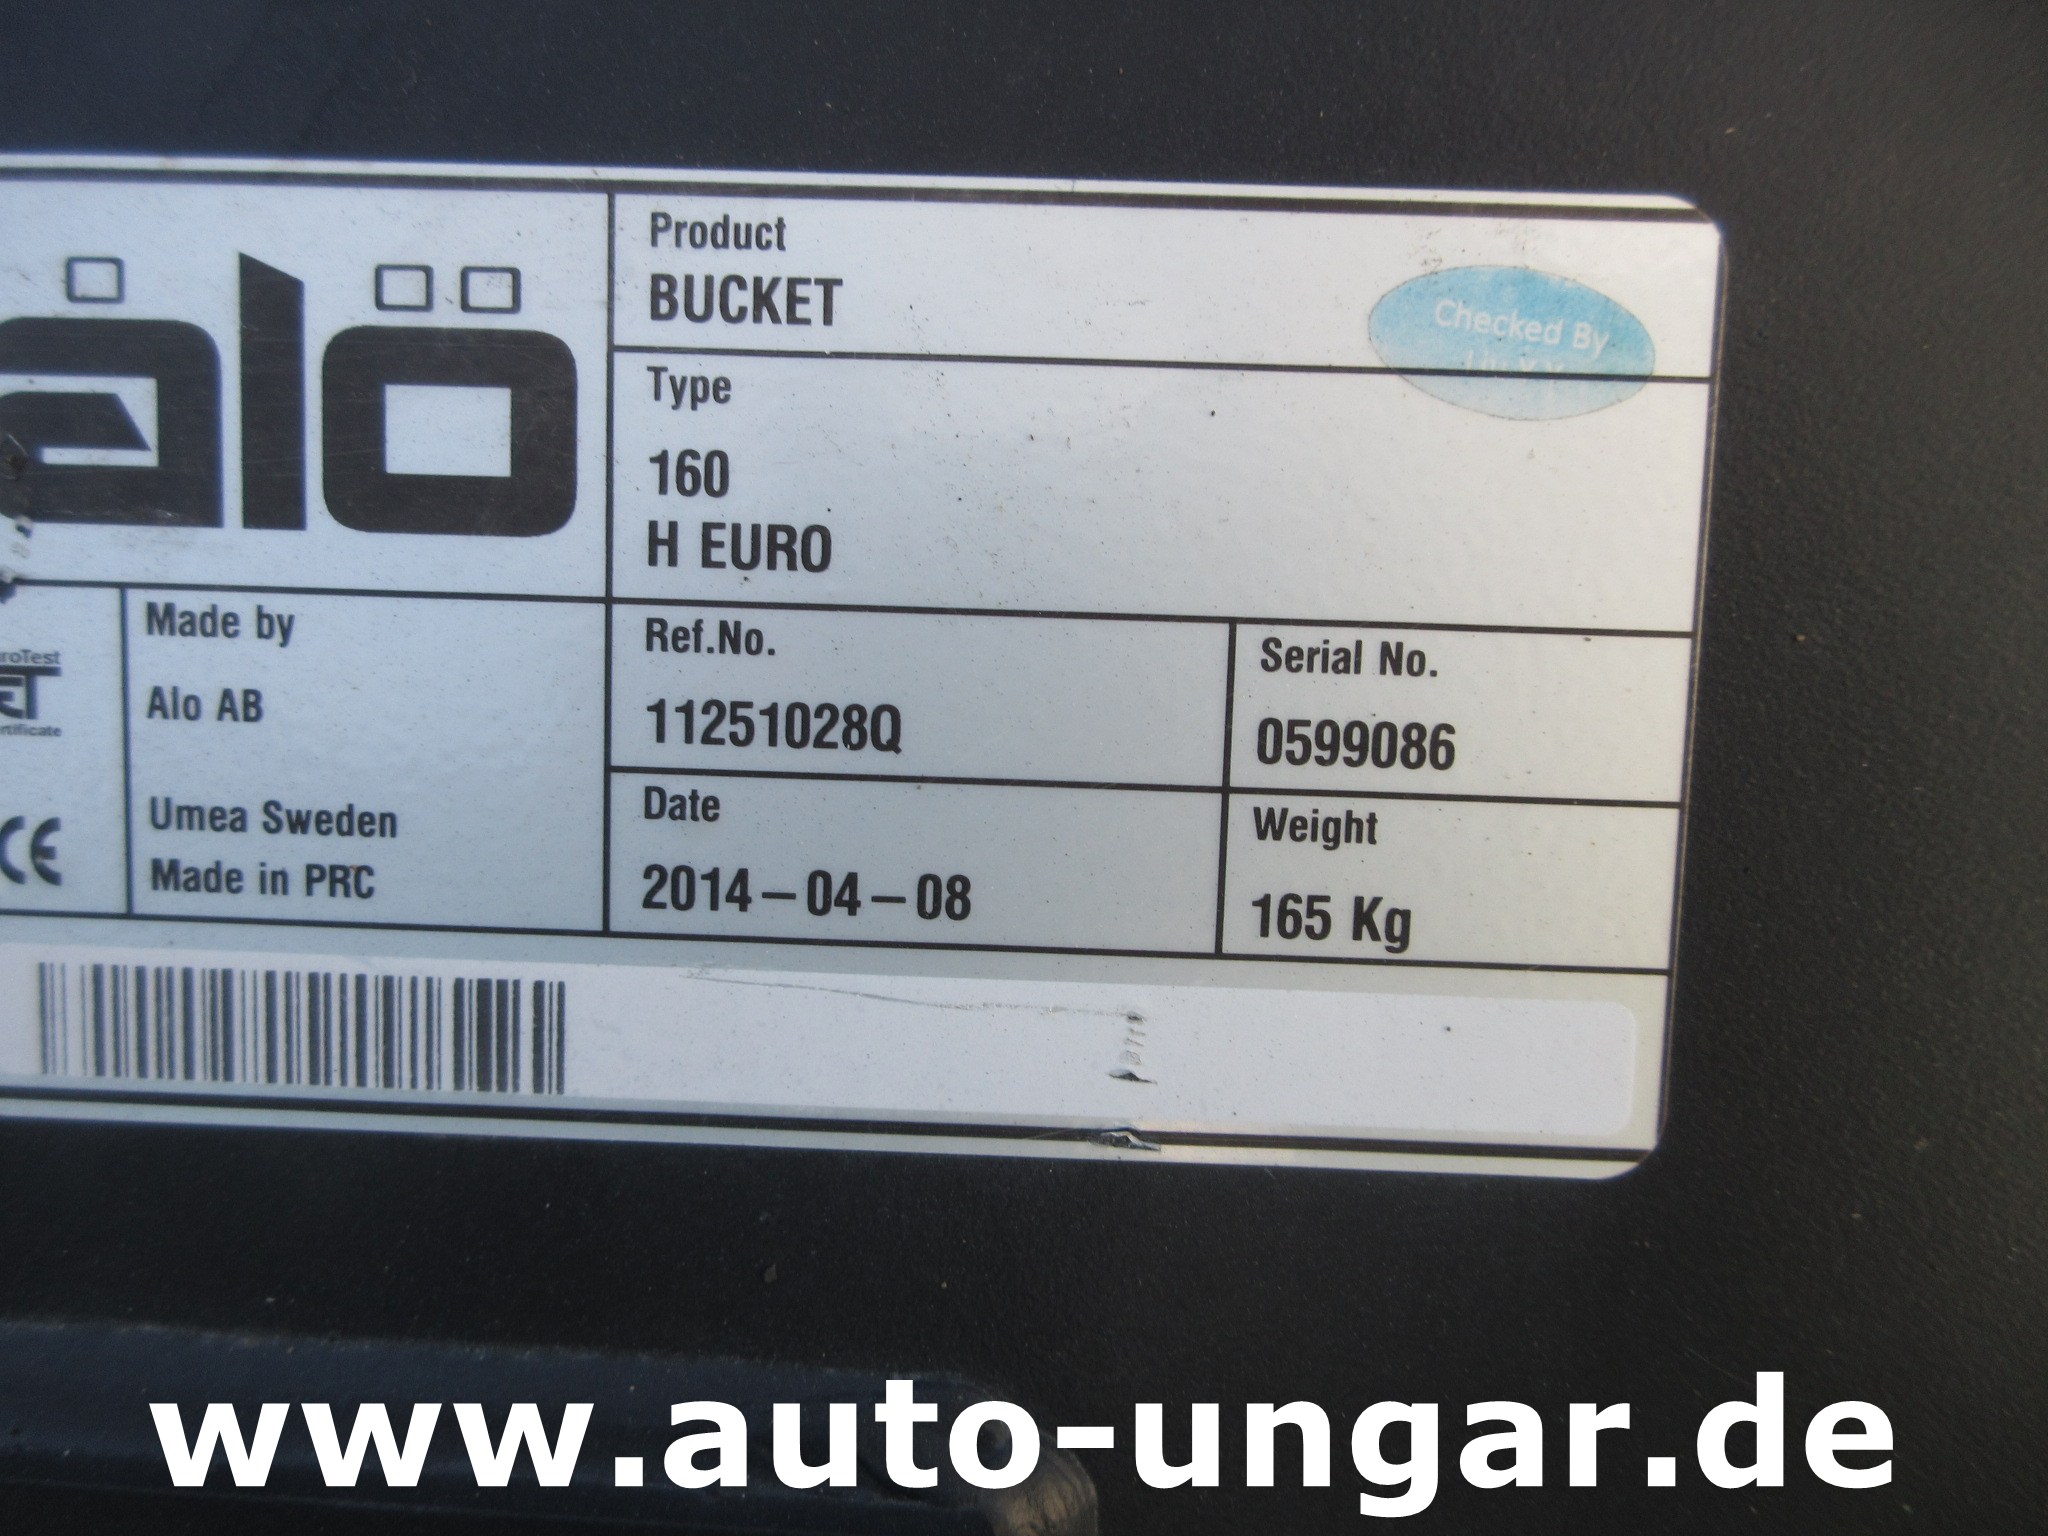 ålö
Product
BUCKET
Checked By
Type
160
H EURO
Made by
Alo AB
Umea Sweden
Made in PRC
CE
Ref.No.
11251028Q
Serial No.
0599086
Date
2014-04-08
Weight
165 Kg
www.auto-ungar.de